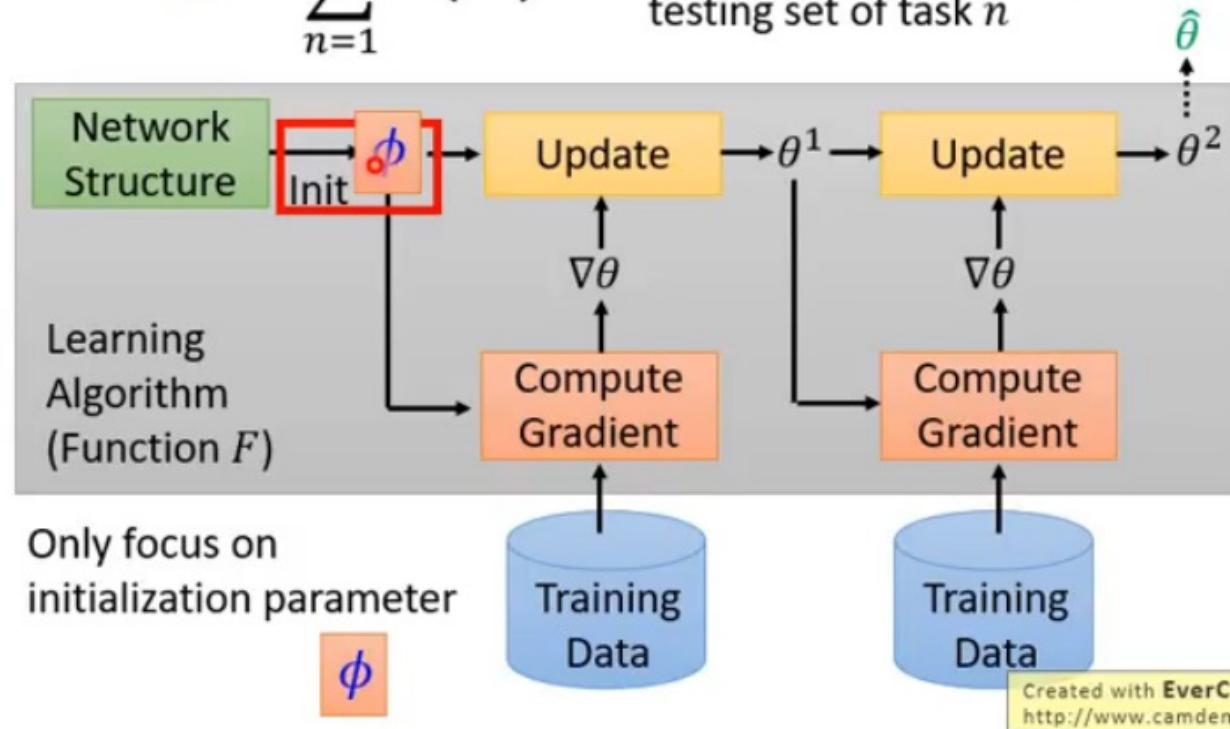 ∑
n=1
testing set of task n
θ̂
Network
Structure
Init
ϕ
Update
θ¹
Update
θ²
∇θ
∇θ
Learning
Algorithm
(Function F)
Compute
Gradient
Compute
Gradient
Only focus on
initialization parameter
ϕ
Training
Data
Training
Data
Created with EverC
http://www.camden